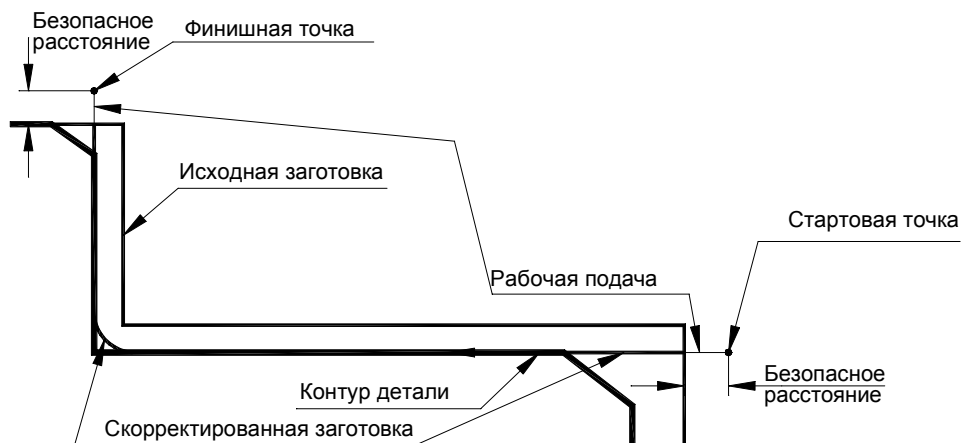 Безопасное
расстояние
Финишная точка
Исходная заготовка
Стартовая точка
Рабочая подача
Безопасное
расстояние
Контур детали
Скорректированная заготовка